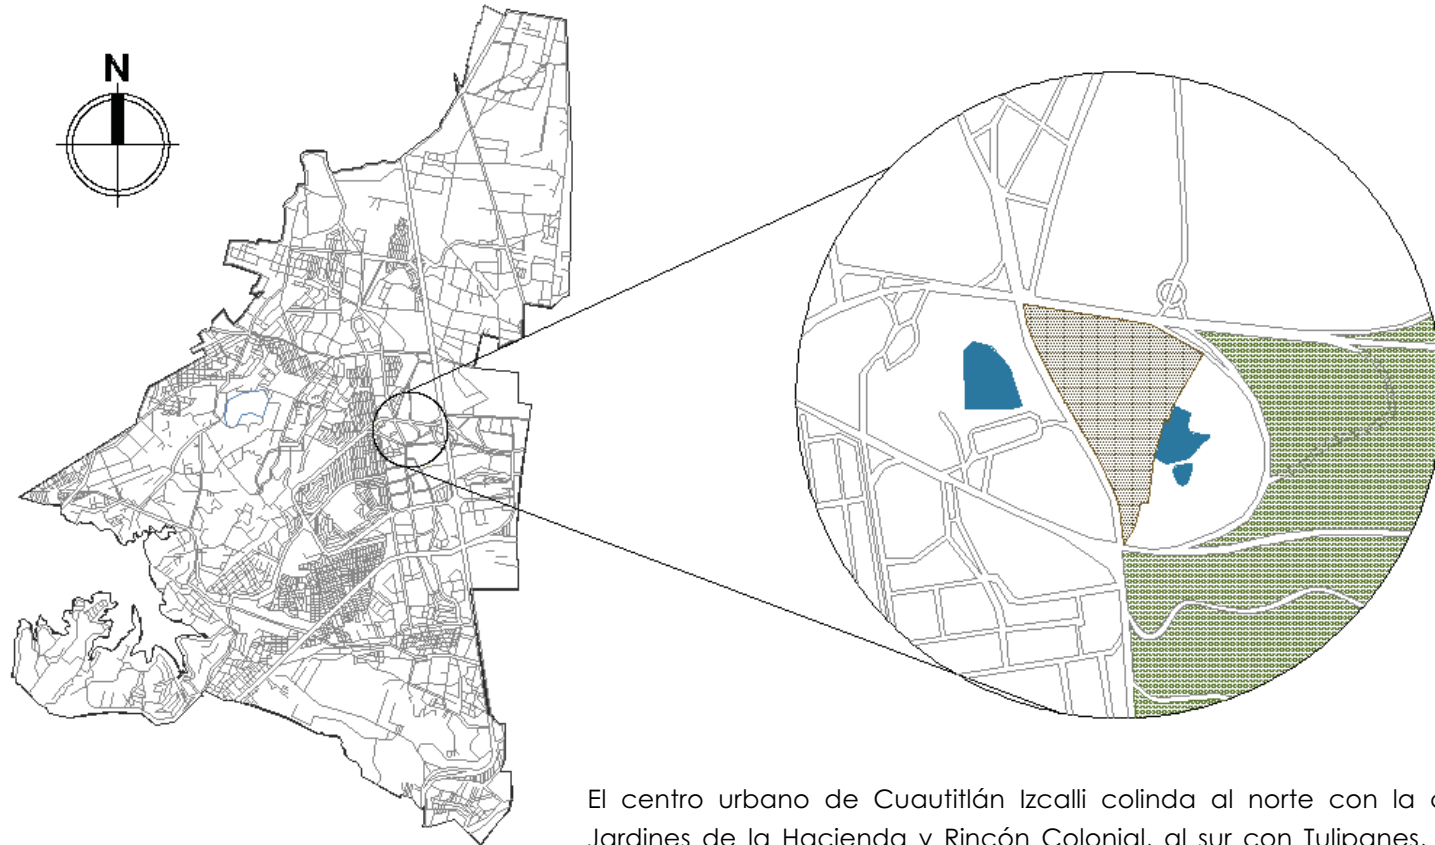 N
El centro urbano de Cuautitlán Izcalli colinda al norte con la
Jardines de la Hacienda y Rincón Colonial, al sur con Tulipanes,